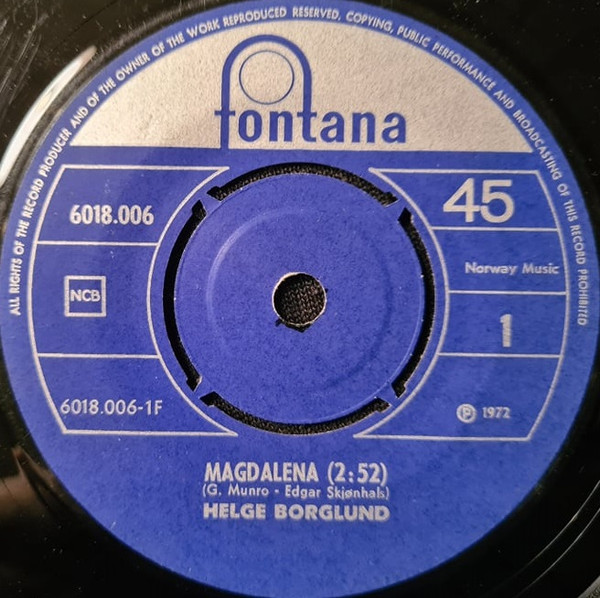 ALL RIGHTS OF THE RECORD PRODUCER AND OF THE OWNER OF THE WORK REPRODUCED RESERVED, COPYING, PUBLIC PERFORMANCE AND BROADCASTING OF THIS RECORD PROHIBITED
fontana
6018.006
45
Norway Music
NCB
1
6018.006-1F
Ⓟ 1972
MAGDALENA (2:52)
(G. Munro - Edgar Skjønhals)
HELGE BORGLUND